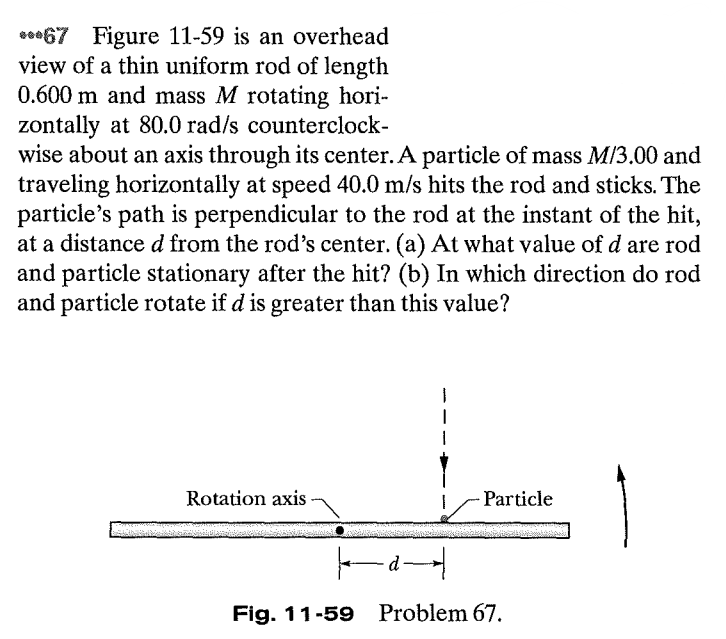 •••67 Figure 11-59 is an overhead
view of a thin uniform rod of length
0.600 m and mass M rotating hori-
zontally at 80.0 rad/s counterclock-
wise about an axis through its center. A particle of mass M/3.00 and
traveling horizontally at speed 40.0 m/s hits the rod and sticks. The
particle's path is perpendicular to the rod at the instant of the hit,
at a distance d from the rod's center. (a) At what value of d are rod
and particle stationary after the hit? (b) In which direction do rod
and particle rotate if d is greater than this value?
Rotation axis
Particle
d
Fig. 11-59 Problem 67.